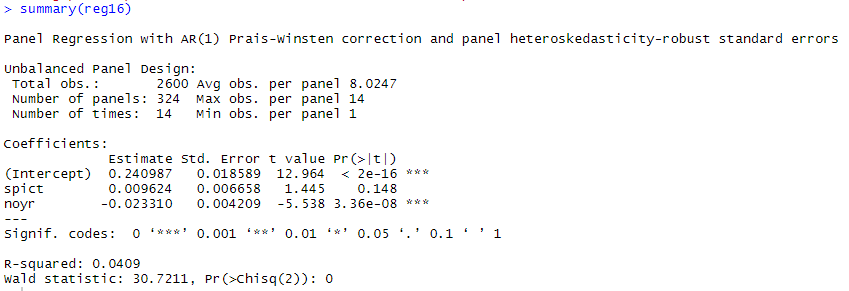 > summary(reg16)
Panel Regression with AR(1) Prais-Winsten correction and panel heteroskedasticity-robust standard errors
Unbalanced Panel Design:
Total obs.: 2600 Avg obs. per panel 8.0247
Number of panels: 324 Max obs. per panel 14
Number of times: 14 Min obs. per panel 1
Coefficients:
Estimate Std. Error t value Pr(>|t|)
(Intercept) 0.240987 0.018589 12.964 < 2e-16 ***
spict 0.009624 0.006658 1.445 0.148
noyr -0.023310 0.004209 -5.538 3.36e-08 ***
---
Signif. codes: 0 ‘***’ 0.001 ‘**’ 0.01 ‘*’ 0.05 ‘.’ 0.1 ‘ ’ 1
R-squared: 0.0409
Wald statistic: 30.7211, Pr(>Chisq(2)): 0